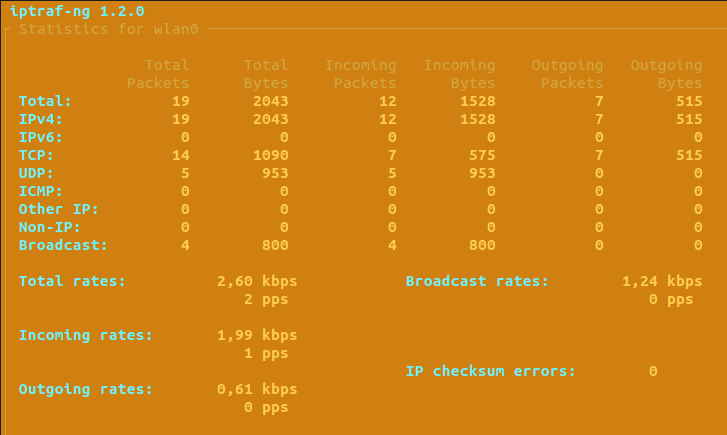 iptraf-ng 1.2.0
Statistics for wlan0
Total Total Incoming Incoming Outgoing Outgoing
Packets Bytes Packets Bytes Packets Bytes
Total: 19 2043 12 1528 7 515
IPv4: 19 2043 12 1528 7 515
IPv6: 0 0 0 0 0 0
TCP: 14 1090 7 575 7 515
UDP: 5 953 5 953 0 0
ICMP: 0 0 0 0 0 0
Other IP: 0 0 0 0 0 0
Non-IP: 0 0 0 0 0 0
Broadcast: 4 800 4 800 0 0
Total rates: 2,60 kbps Broadcast rates: 1,24 kbps
2 pps 0 pps
Incoming rates: 1,99 kbps
1 pps
IP checksum errors: 0
Outgoing rates: 0,61 kbps
0 pps